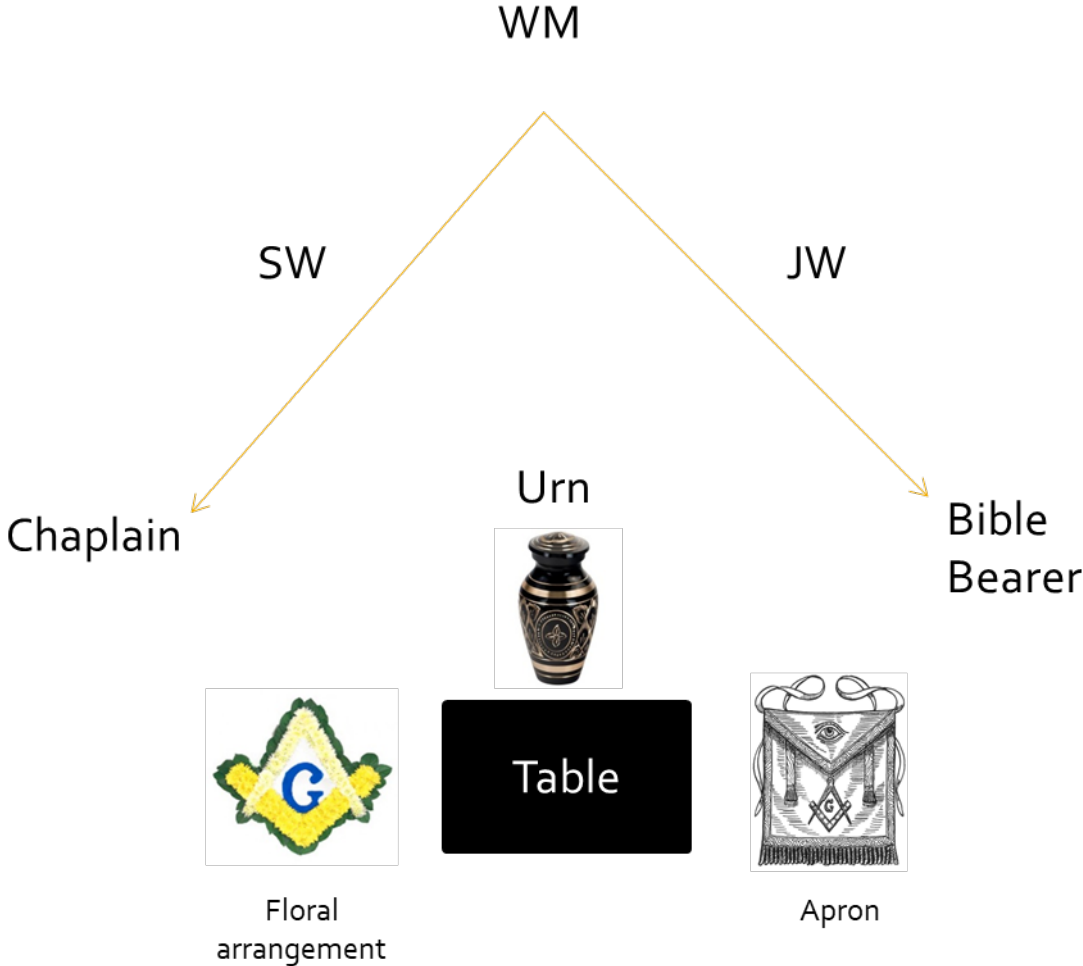 WM
SW
JW
Chaplain
Urn
Bible
Bearer
G
Table
G
Floral
arrangement
Apron